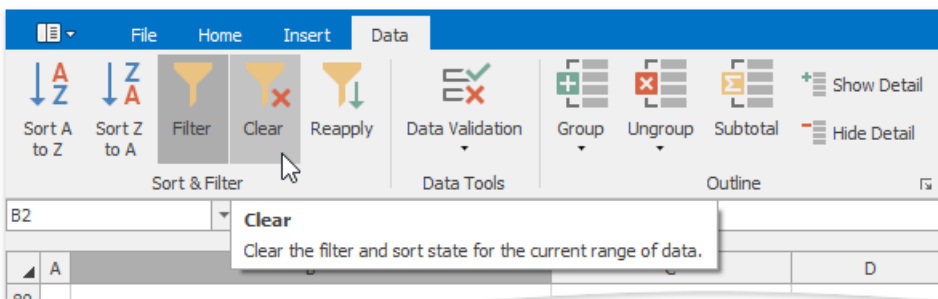 File Home Insert Data
Sort A to Z
Sort Z to A
Filter
Clear
Reapply
Data Validation
Group
Ungroup
Subtotal
Show Detail
Hide Detail
Sort & Filter
Data Tools
Outline
B2
Clear
Clear the filter and sort state for the current range of data.
A D